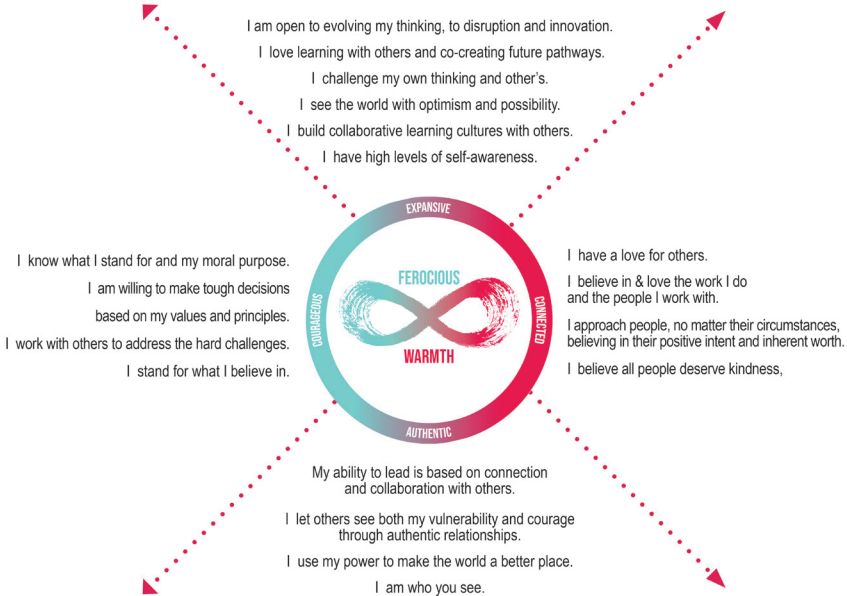 I am open to evolving my thinking, to disruption and innovation.
I love learning with others and co-creating future pathways.
I challenge my own thinking and other's.
I see the world with optimism and possibility.
I build collaborative learning cultures with others.
I have high levels of self-awareness.
EXPANSIVE
I know what I stand for and my moral purpose.
I am willing to make tough decisions
based on my values and principles.
I work with others to address the hard challenges.
I stand for what I believe in.
COURAGEOUS
FEROCIOUS
WARMTH
CONNECTED
I have a love for others.
I believe in & love the work I do
and the people I work with.
I approach people, no matter their circumstances,
believing in their positive intent and inherent worth.
I believe all people deserve kindness,
AUTHENTIC
My ability to lead is based on connection
and collaboration with others.
I let others see both my vulnerability and courage
through authentic relationships.
I use my power to make the world a better place.
I am who you see.